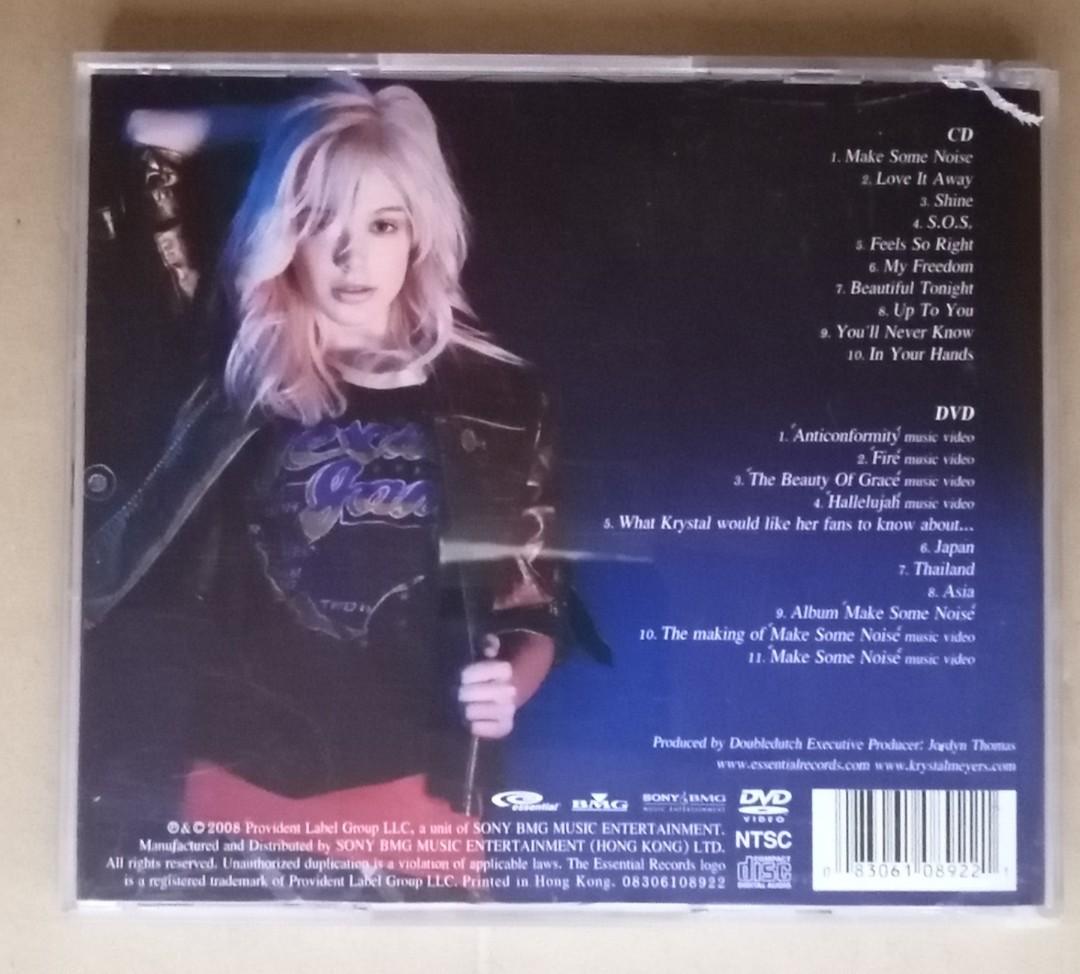 CD
1. Make Some Noise
2. Love It Away
3. Shine
4. S.O.S.
5. Feels So Right
6. My Freedom
7. Beautiful Tonight
8. Up To You
9. You'll Never Know
10. In Your Hands
DVD
1. "Anticonformity" music video
2. "Fire" music video
3. "The Beauty Of Grace" music video
4. "Hallelujah" music video
5. What Krystal would like her fans to know about...
6. Japan
7. Thailand
8. Asia
9. Album "Make Some Noise"
10. The making of "Make Some Noise" music video
11. "Make Some Noise" music video
Produced by Doubledutch Executive Producer: Jordyn Thomas
www.essentialrecords.com www.krystalmeyers.com
essential BMG SONY BMG MUSIC ENTERTAINMENT DVD VIDEO
℗&©2008 Provident Label Group LLC, a unit of SONY BMG MUSIC ENTERTAINMENT.
Manufactured and Distributed by SONY BMG MUSIC ENTERTAINMENT (HONG KONG) LTD.
All rights reserved. Unauthorized duplication is a violation of applicable laws. The Essential Records logo
is a registered trademark of Provident Label Group LLC. Printed in Hong Kong. 08306108922
NTSC
COMPACT disc DIGITAL AUDIO
0 83061 08922 1